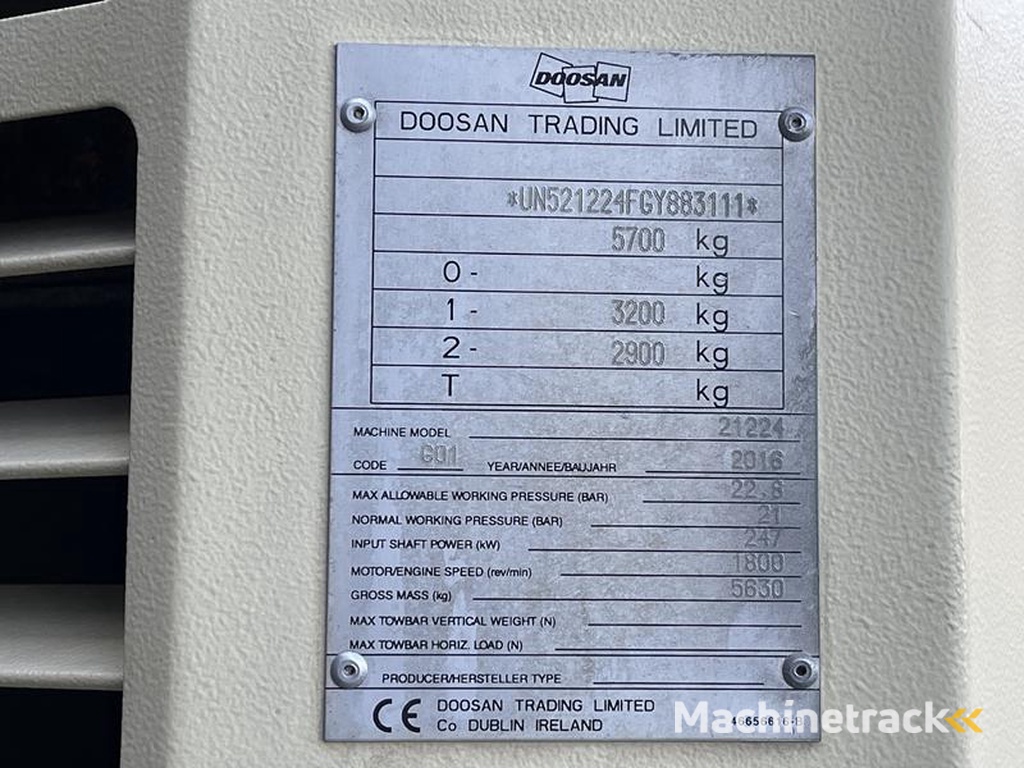 DOOSAN
DOOSAN TRADING LIMITED
*UN521224FGY883111*
5700 kg
0 - kg
1 - 3200 kg
2 - 2900 kg
T kg
MACHINE MODEL 21224
CODE G01 YEAR/ANNEE/BAUJAHR 2016
MAX ALLOWABLE WORKING PRESSURE (BAR) 22,8
NORMAL WORKING PRESSURE (BAR) 21
INPUT SHAFT POWER (kW) 247
MOTOR/ENGINE SPEED (rev/min) 1800
GROSS MASS (kg) 5630
MAX TOWBAR VERTICAL WEIGHT (N)
MAX TOWBAR HORIZ. LOAD (N)
PRODUCER/HERSTELLER TYPE
CE DOOSAN TRADING LIMITED
Co DUBLIN IRELAND
Machinetrack